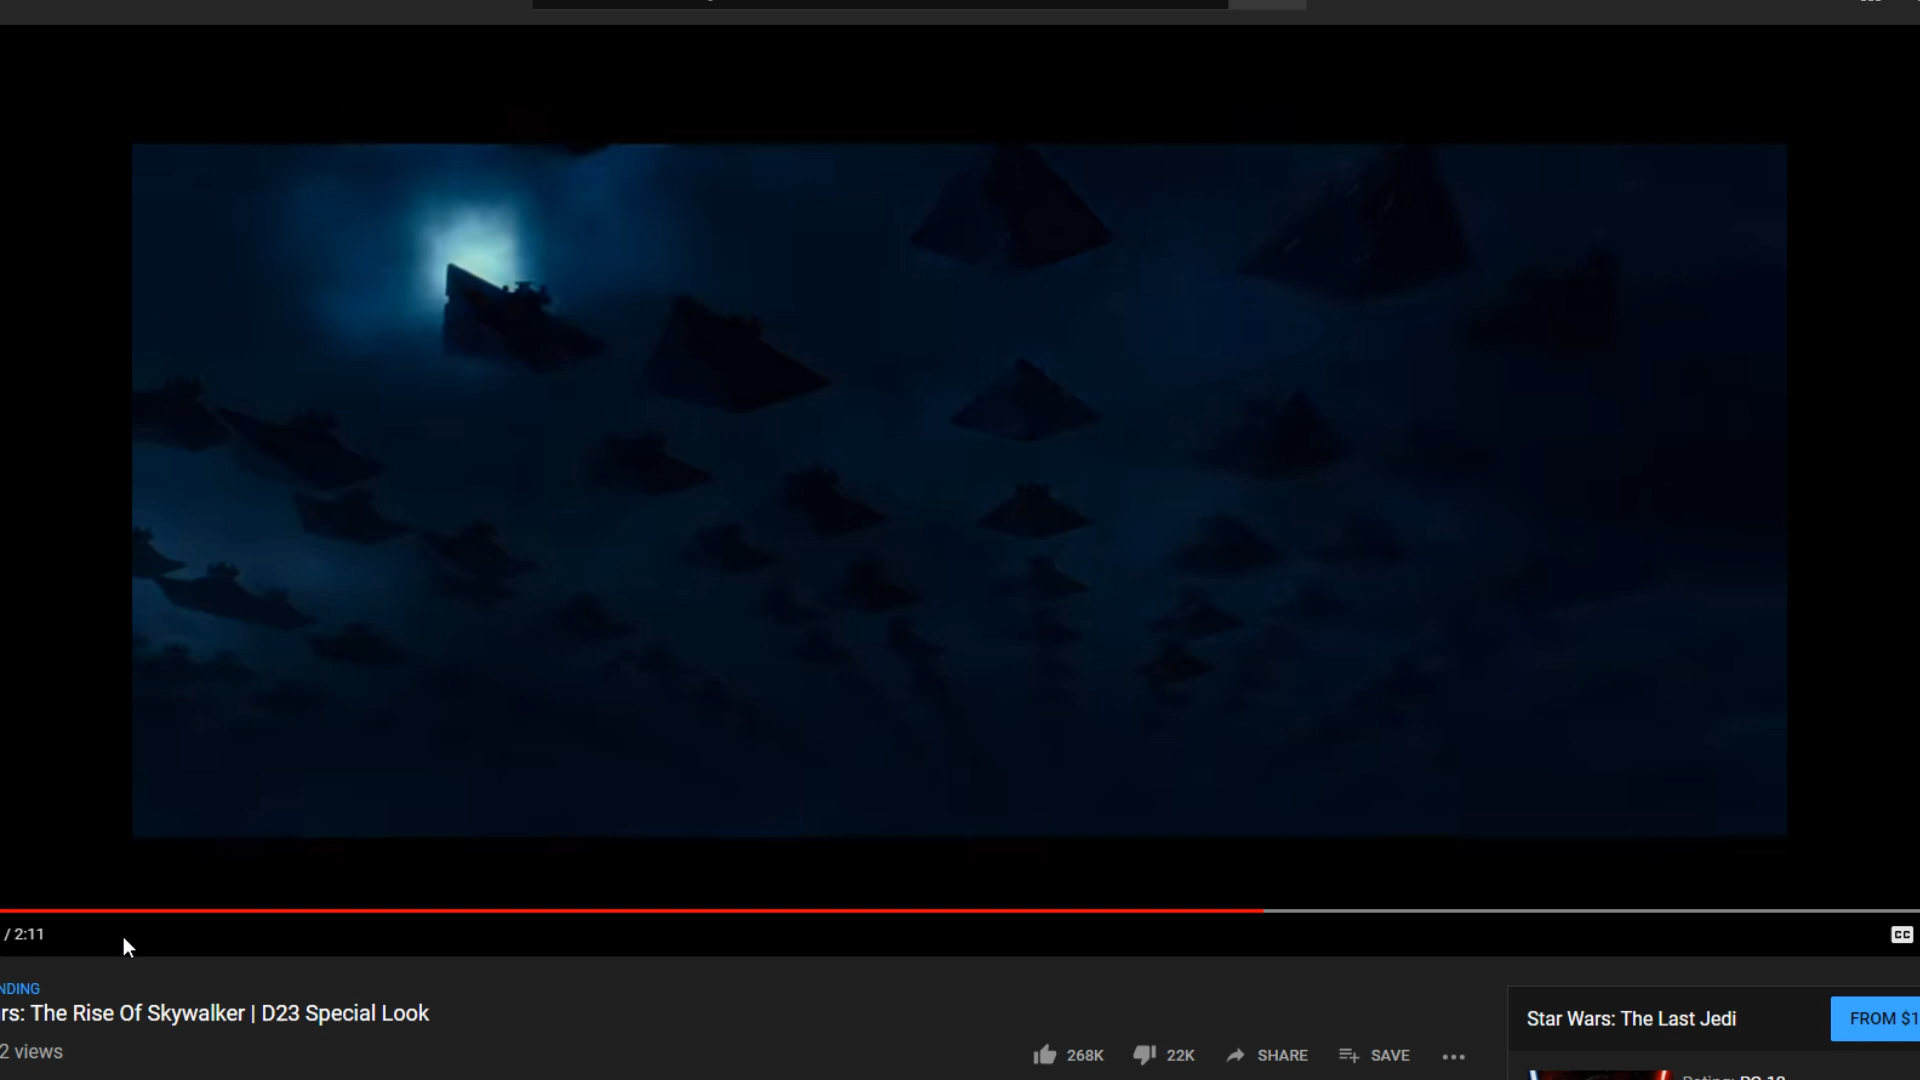 / 2:11
CC
NDING
rs: The Rise Of Skywalker | D23 Special Look
2 views
268K
22K
SHARE
SAVE
Star Wars: The Last Jedi
FROM $1